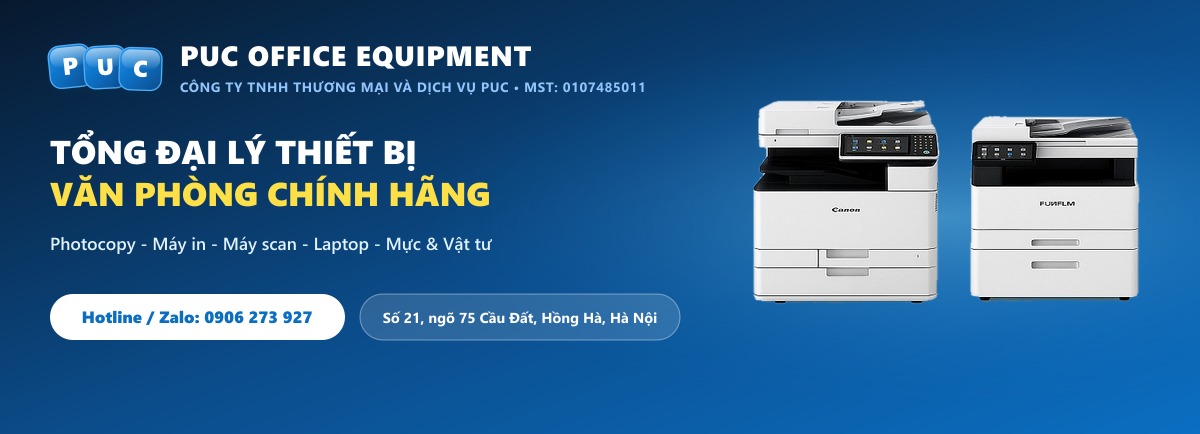 PUC
PUC OFFICE EQUIPMENT
CÔNG TY TNHH THƯƠNG MẠI VÀ DỊCH VỤ PUC • MST: 0107485011
TỔNG ĐẠI LÝ THIẾT BỊ
VĂN PHÒNG CHÍNH HÃNG
Photocopy - Máy in - Máy scan - Laptop - Mực & Vật tư
Hotline / Zalo: 0906 273 927
Số 21, ngõ 75 Cầu Đất, Hồng Hà, Hà Nội
Canon